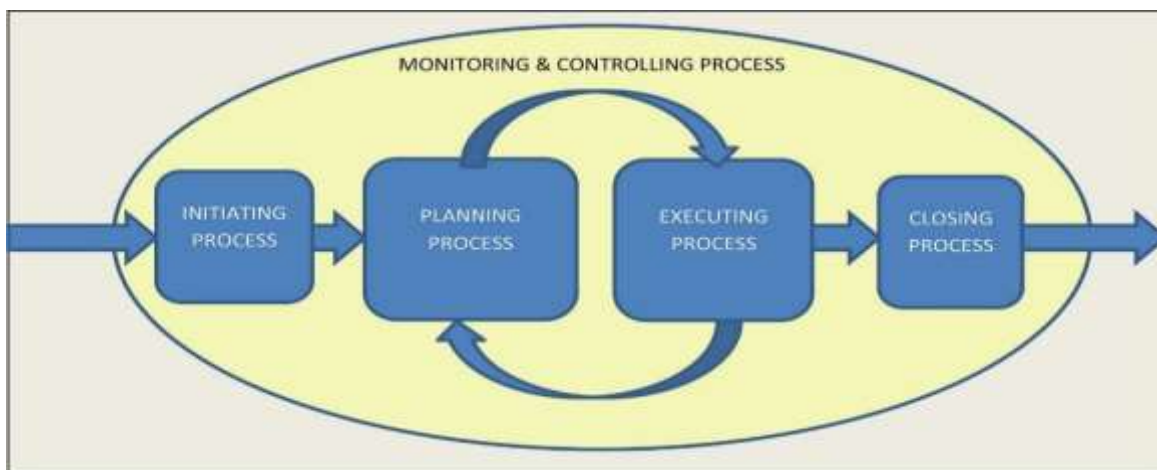 MONITORING & CONTROLLING PROCESS
INITIATING
PROCESS
PLANNING
PROCESS
EXECUTING
PROCESS
CLOSING
PROCESS